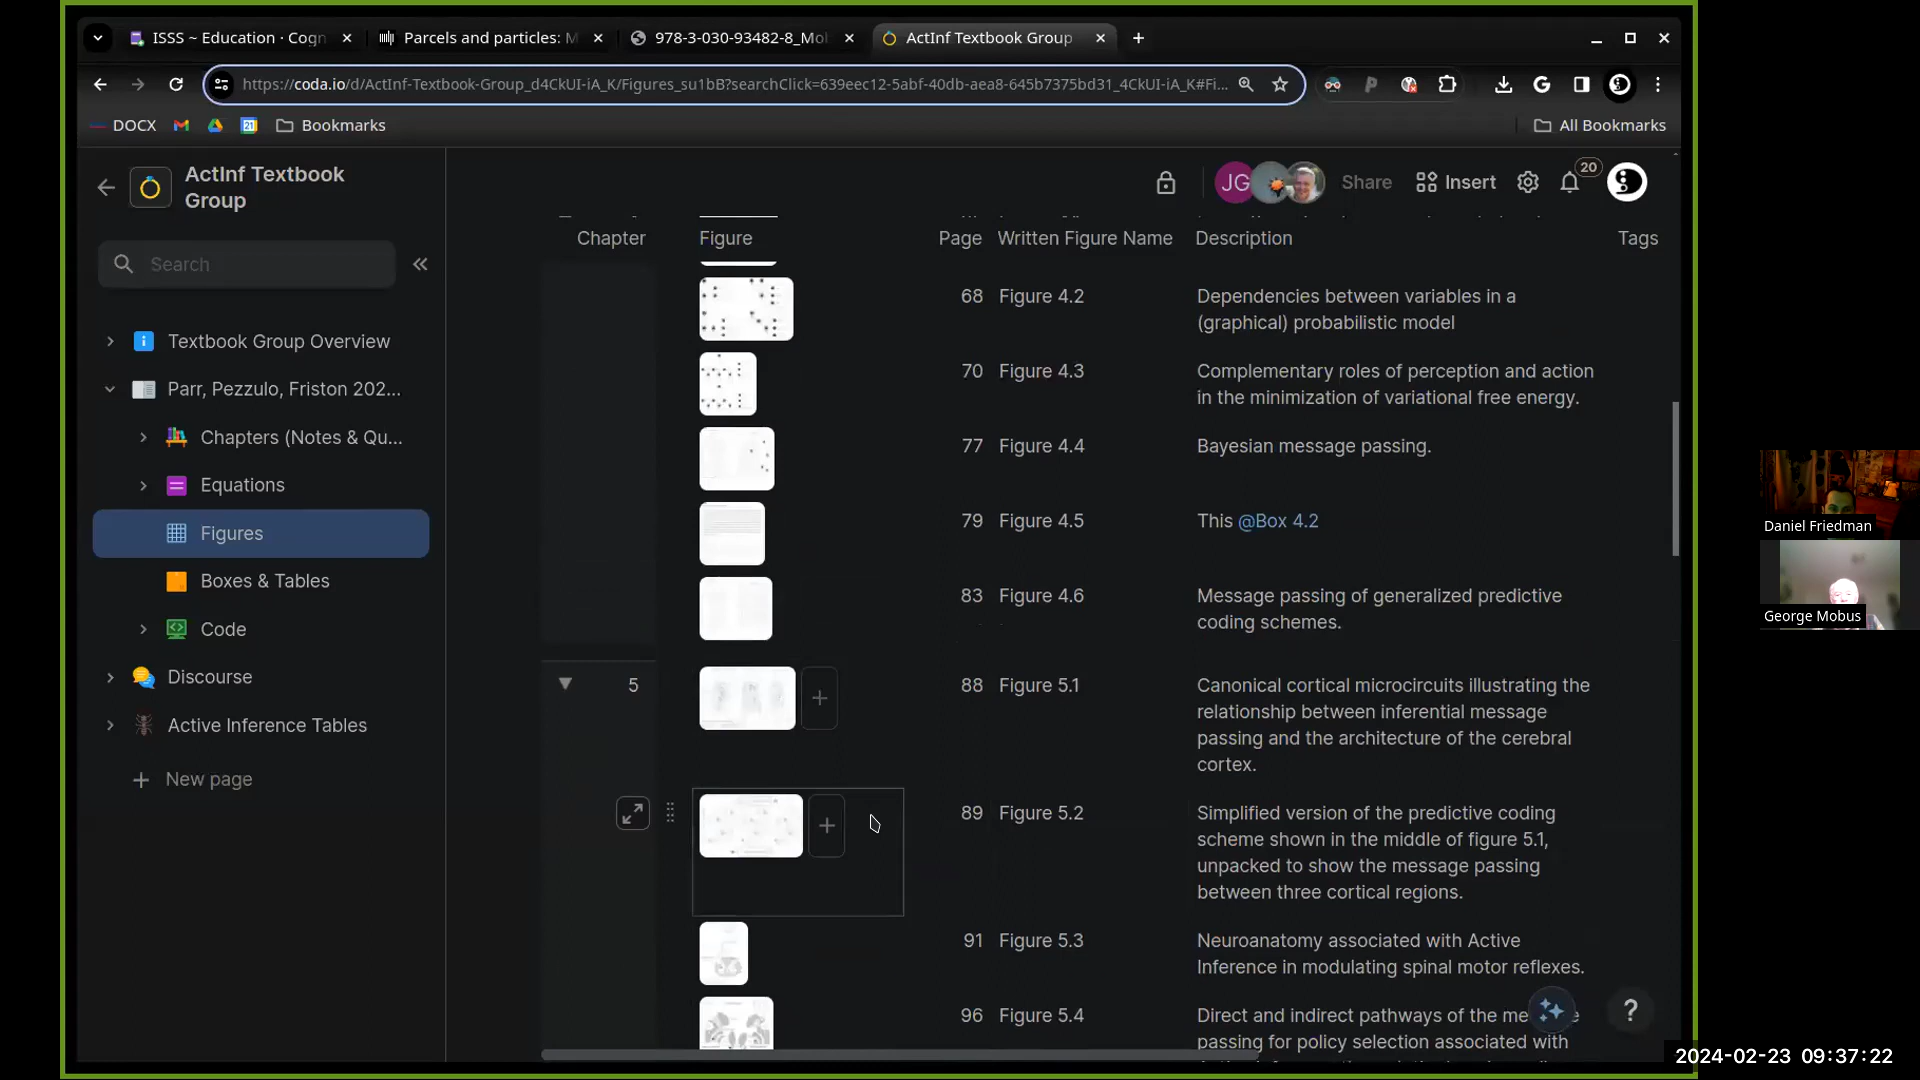 ISSS ~ Education · Cogn
Parcels and particles: M
978-3-030-93482-8_Mol
ActInf Textbook Group
https://coda.io/d/ActInf-Textbook-Group_d4CkUI-iA_K/Figures_su1bB?searchClick=639eec12-5abf-40db-aea8-645b7375bd31_4CkUI-iA_K#Fi...
DOCX
Bookmarks
All Bookmarks
ActInf Textbook
Group
JG
Share
Insert
20
Search
Textbook Group Overview
Parr, Pezzulo, Friston 202...
Chapters (Notes & Qu...
Equations
Figures
Boxes & Tables
Code
Discourse
Active Inference Tables
New page
Chapter Figure Page Written Figure Name Description Tags
68 Figure 4.2 Dependencies between variables in a
(graphical) probabilistic model
70 Figure 4.3 Complementary roles of perception and action
in the minimization of variational free energy.
77 Figure 4.4 Bayesian message passing.
79 Figure 4.5 This @Box 4.2
83 Figure 4.6 Message passing of generalized predictive
coding schemes.
5 88 Figure 5.1 Canonical cortical microcircuits illustrating the
relationship between inferential message
passing and the architecture of the cerebral
cortex.
89 Figure 5.2 Simplified version of the predictive coding
scheme shown in the middle of figure 5.1,
unpacked to show the message passing
between three cortical regions.
91 Figure 5.3 Neuroanatomy associated with Active
Inference in modulating spinal motor reflexes.
96 Figure 5.4 Direct and indirect pathways of the
passing for policy selection associated with
Daniel Friedman
George Mobus
2024-02-23 09:37:22